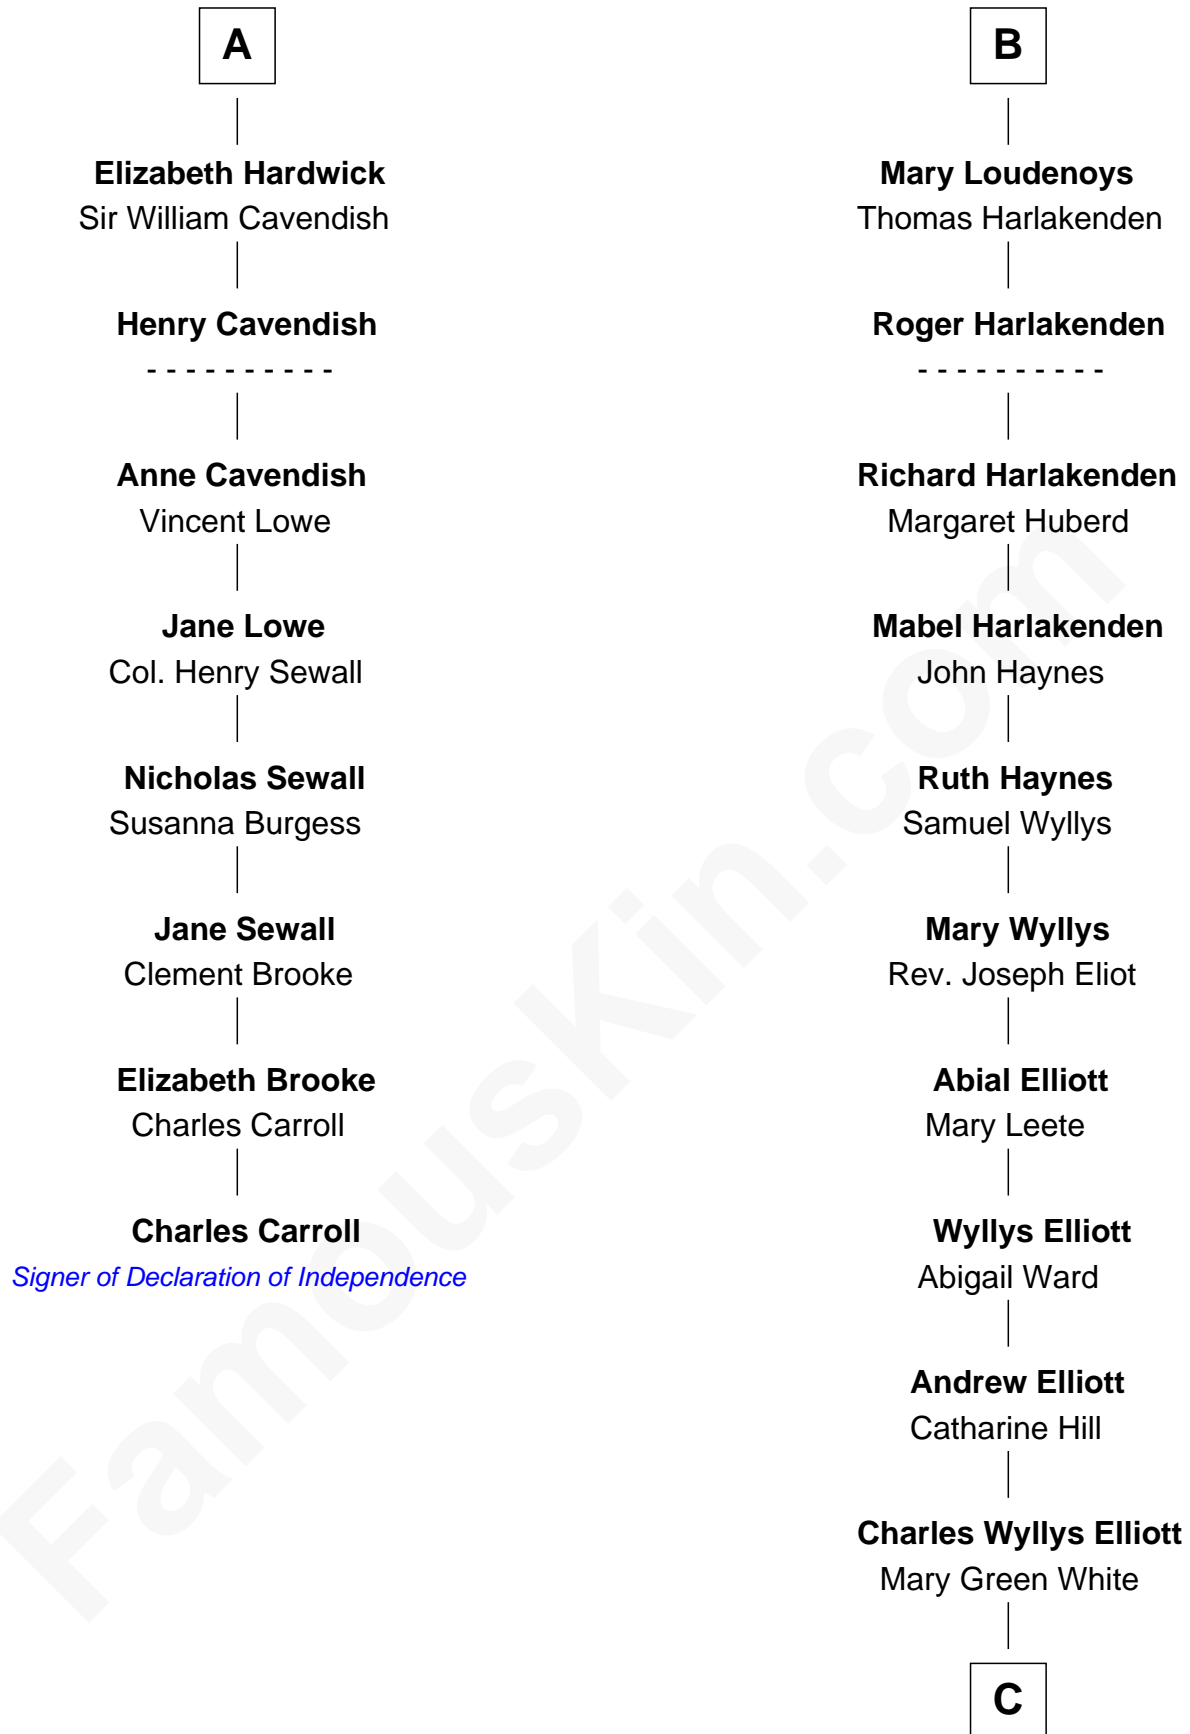 A
Elizabeth Hardwick
Sir William Cavendish
Henry Cavendish
- - - - - - - - - -
Anne Cavendish
Vincent Lowe
Jane Lowe
Col. Henry Sewall
Nicholas Sewall
Susanna Burgess
Jane Sewall
Clement Brooke
Elizabeth Brooke
Charles Carroll
Charles Carroll
Signer of Declaration of Independence
B
Mary Loudenoys
Thomas Harlakenden
Roger Harlakenden
- - - - - - - - - -
Richard Harlakenden
Margaret Huberd
Mabel Harlakenden
John Haynes
Ruth Haynes
Samuel Wyllys
Mary Wyllys
Rev. Joseph Eliot
Abial Elliott
Mary Leete
Wyllys Elliott
Abigail Ward
Andrew Elliott
Catharine Hill
Charles Wyllys Elliott
Mary Green White
C
FamousKin.com